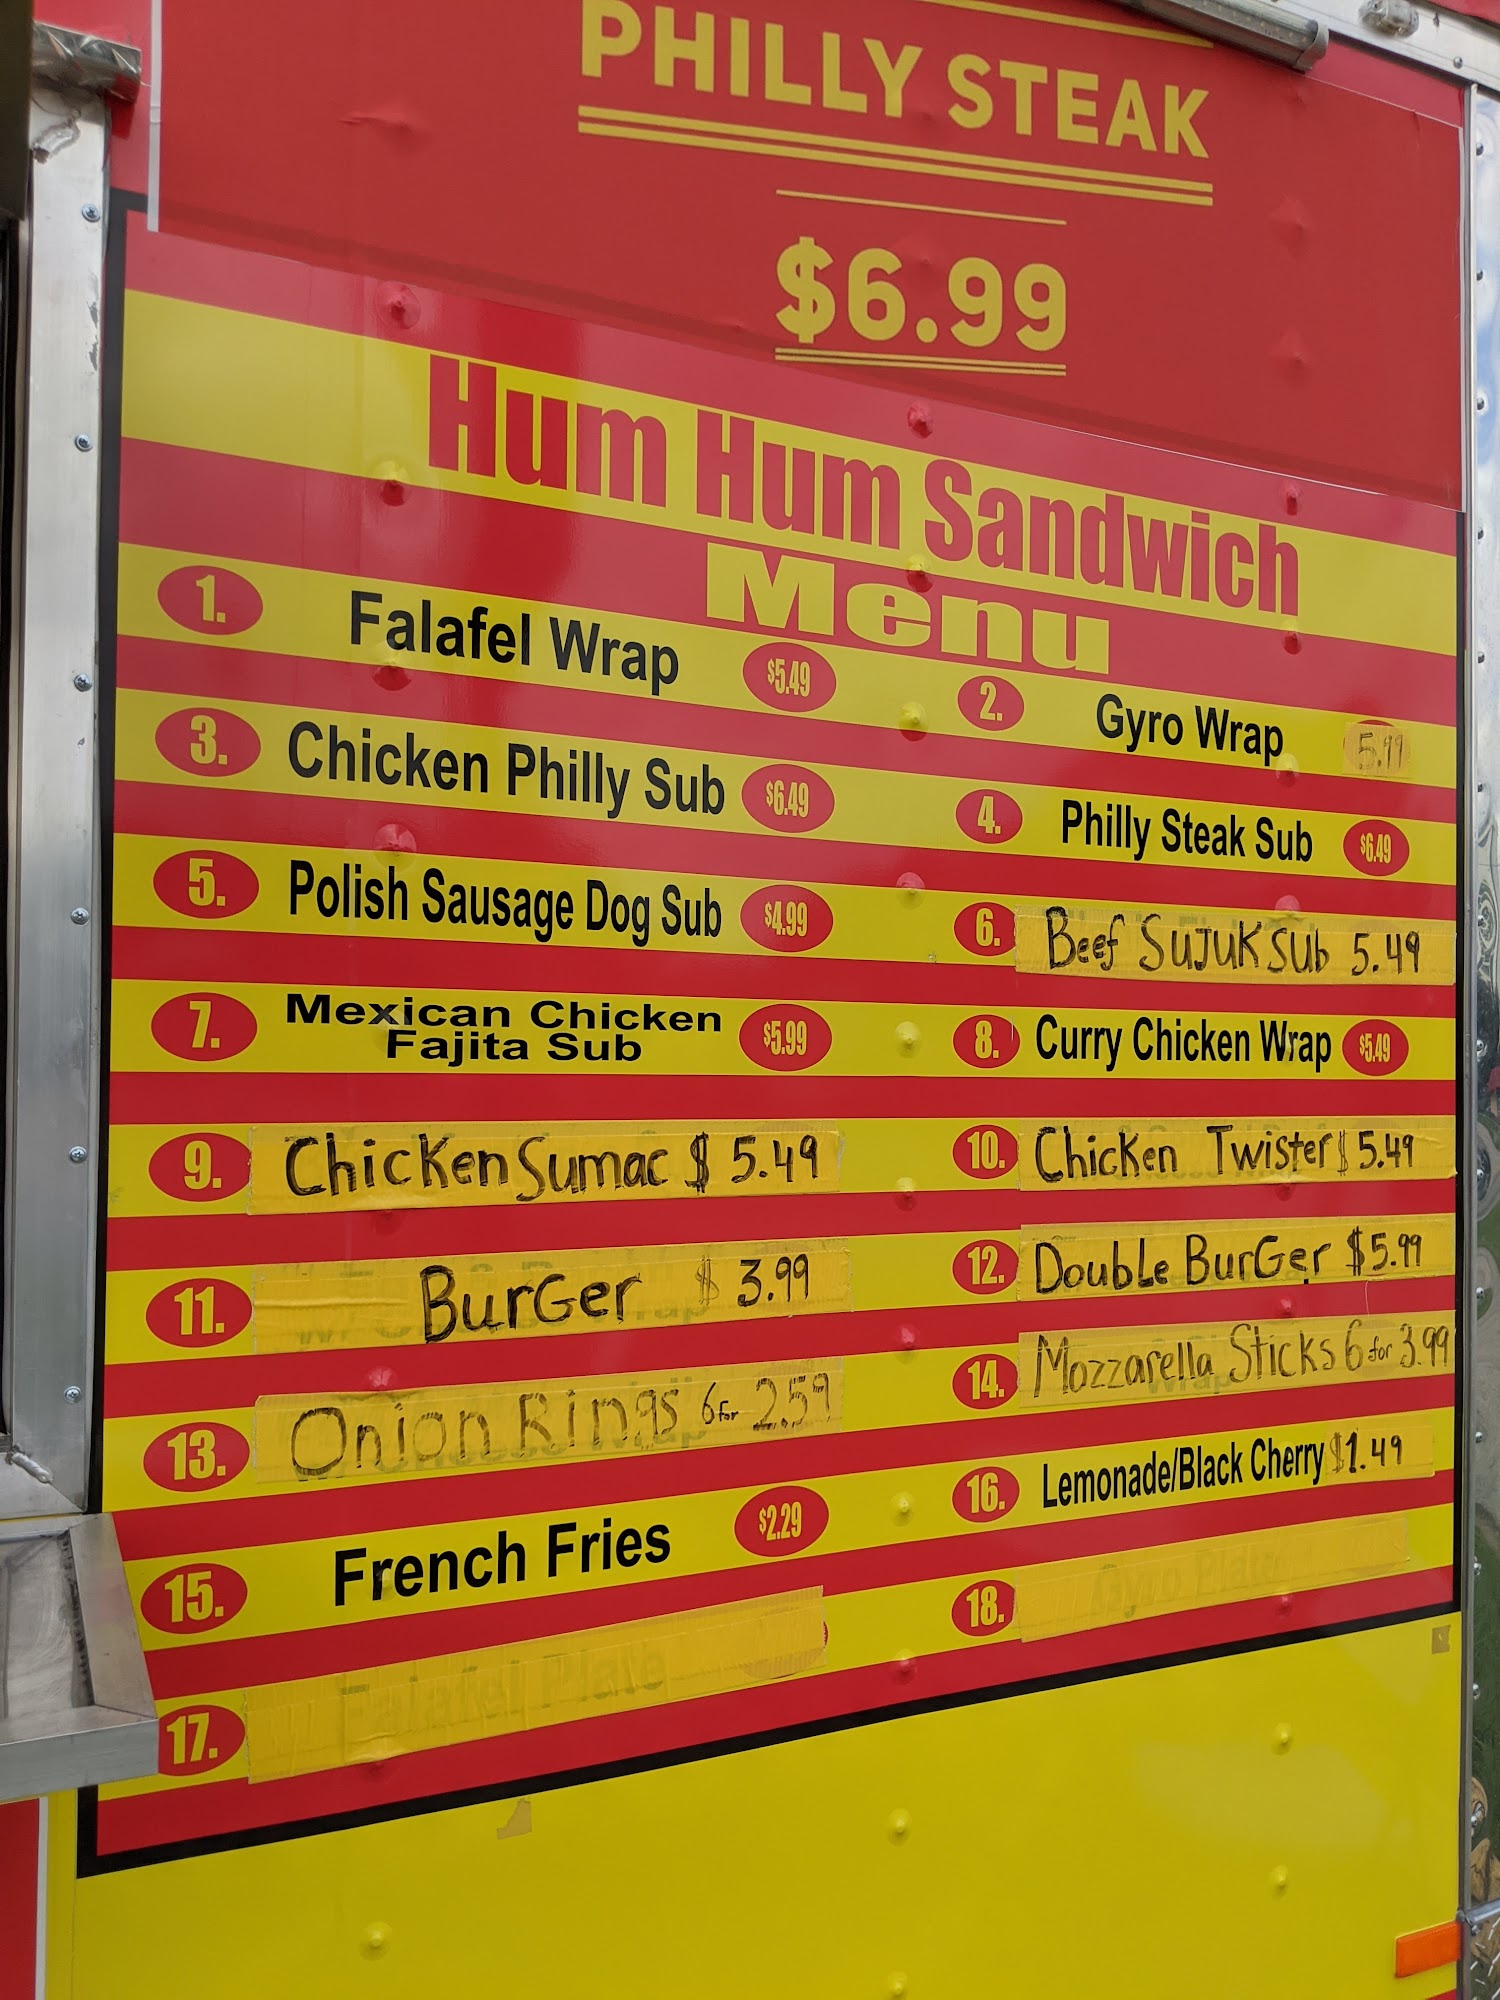 PHILLY STEAK
$6.99
Hum Hum Sandwich
Menu
1. Falafel Wrap $5.49
2. Gyro Wrap
3. Chicken Philly Sub $6.49
4. Philly Steak Sub $6.49
5. Polish Sausage Dog Sub $4.99
6. Beef SUJUK Sub 5.49
7. Mexican Chicken
Fajita Sub $5.99
8. Curry Chicken Wrap $5.49
9. Chicken Sumac $ 5.49
10. Chicken Twister $ 5.49
11. BurGer $ 3.99
12. Double BurGer $5.99
13. Onion Rings 6 for 2.59
14. Mozzarella Sticks 6 for 3.99
15. French Fries $2.29
16. Lemonade/Black Cherry $1.49
17. Falafel Plate
18. Gyro Plate